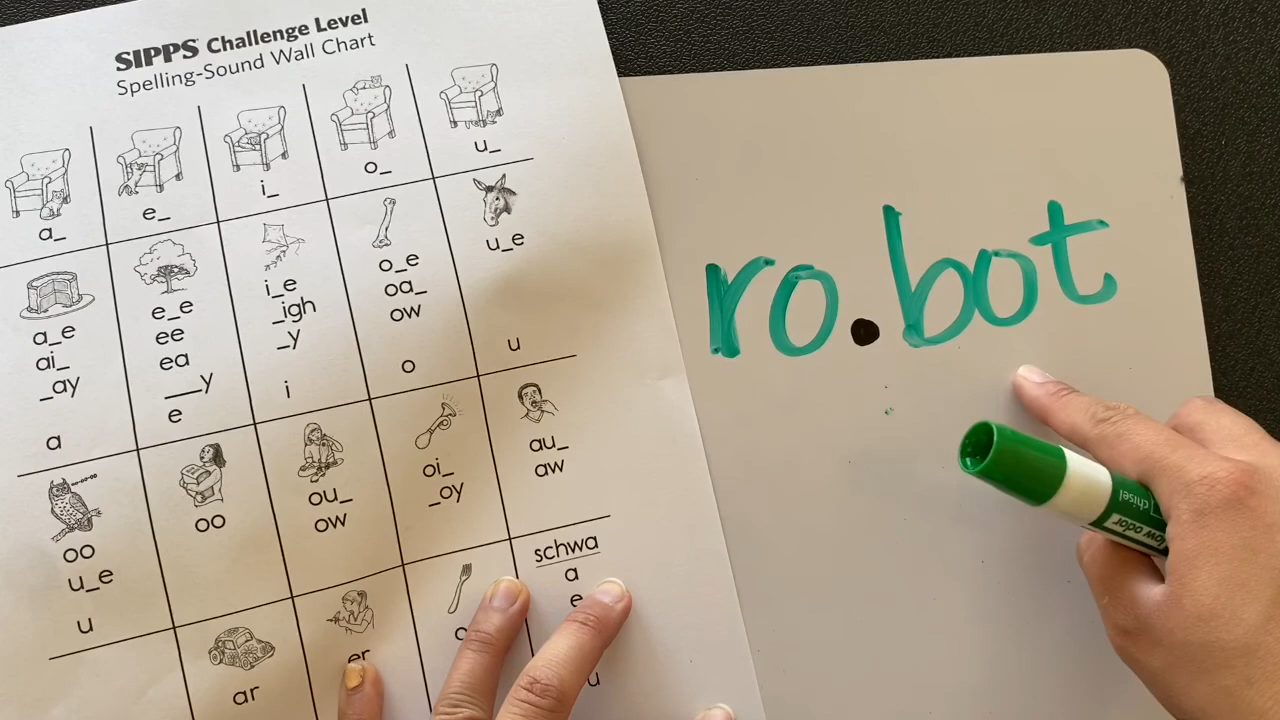 SIPPS Challenge Level
Spelling-Sound Wall Chart
a_ e_ i_ o_ u_
a_e
ai_
_ay
a
e_e
ee
ea
___y
e
i_e
_igh
_y
i
o_e
oa_
ow
o
u_e
u
oo
u_e
u
oo
ou_
ow
oi_
_oy
au_
aw
ar
er
schwa
a
e
u
ro.bot
low odor
chisel